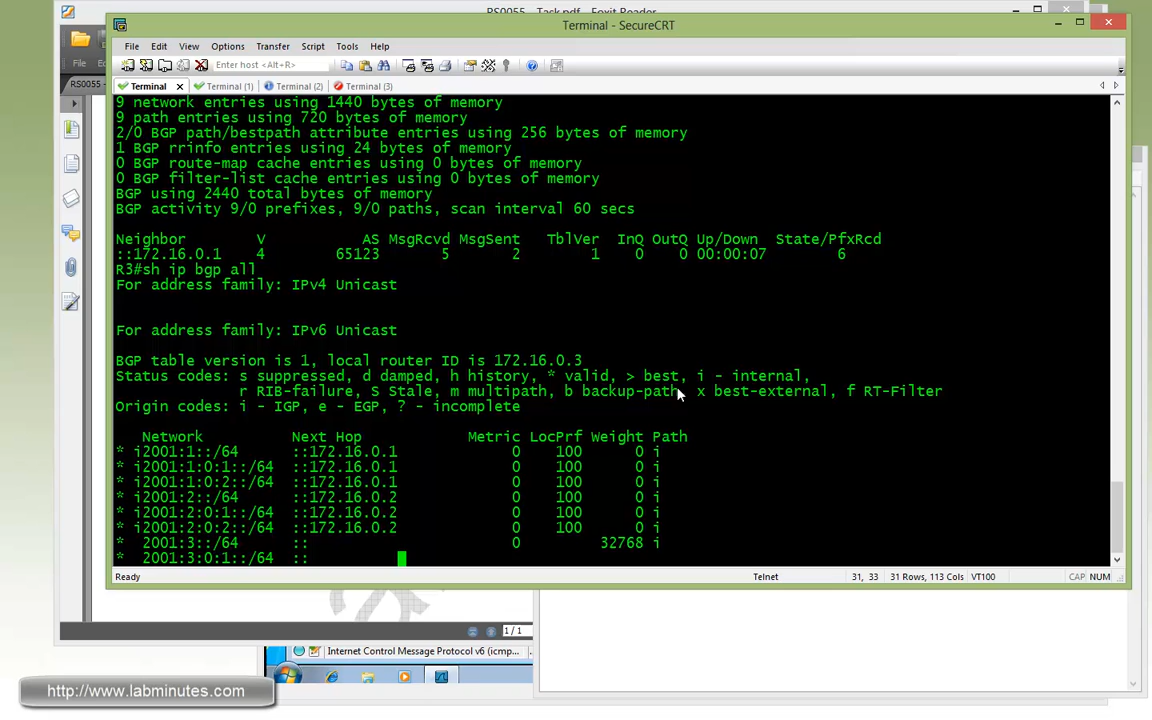 RS0055 - Task.pdf - Foxit Reader
Terminal - SecureCRT
File Edit View Options Transfer Script Tools Help
Enter host <Alt+R>
File
RS0055 -
Terminal Terminal (1) Terminal (2) Terminal (3)
9 network entries using 1440 bytes of memory
9 path entries using 720 bytes of memory
2/0 BGP path/bestpath attribute entries using 256 bytes of memory
1 BGP rrinfo entries using 24 bytes of memory
0 BGP route-map cache entries using 0 bytes of memory
0 BGP filter-list cache entries using 0 bytes of memory
BGP using 2440 total bytes of memory
BGP activity 9/0 prefixes, 9/0 paths, scan interval 60 secs
Neighbor V AS MsgRcvd MsgSent TblVer InQ OutQ Up/Down State/PfxRcd
::172.16.0.1 4 65123 5 2 1 0 0 00:00:07 6
R3#sh ip bgp all
For address family: IPv4 Unicast
For address family: IPv6 Unicast
BGP table version is 1, local router ID is 172.16.0.3
Status codes: s suppressed, d damped, h history, * valid, > best, i - internal,
r RIB-failure, S Stale, m multipath, b backup-path, x best-external, f RT-Filter
Origin codes: i - IGP, e - EGP, ? - incomplete
Network Next Hop Metric LocPrf Weight Path
* i2001:1::/64 ::172.16.0.1 0 100 0 i
* i2001:1:0:1::/64 ::172.16.0.1 0 100 0 i
* i2001:1:0:2::/64 ::172.16.0.1 0 100 0 i
* i2001:2::/64 ::172.16.0.2 0 100 0 i
* i2001:2:0:1::/64 ::172.16.0.2 0 100 0 i
* i2001:2:0:2::/64 ::172.16.0.2 0 100 0 i
* 2001:3::/64 :: 0 32768 i
* 2001:3:0:1::/64 ::
Ready Telnet 31, 33 31 Rows, 113 Cols VT100 CAP NUM
1 / 1
Internet Control Message Protocol v6 (icmp...
http://www.labminutes.com